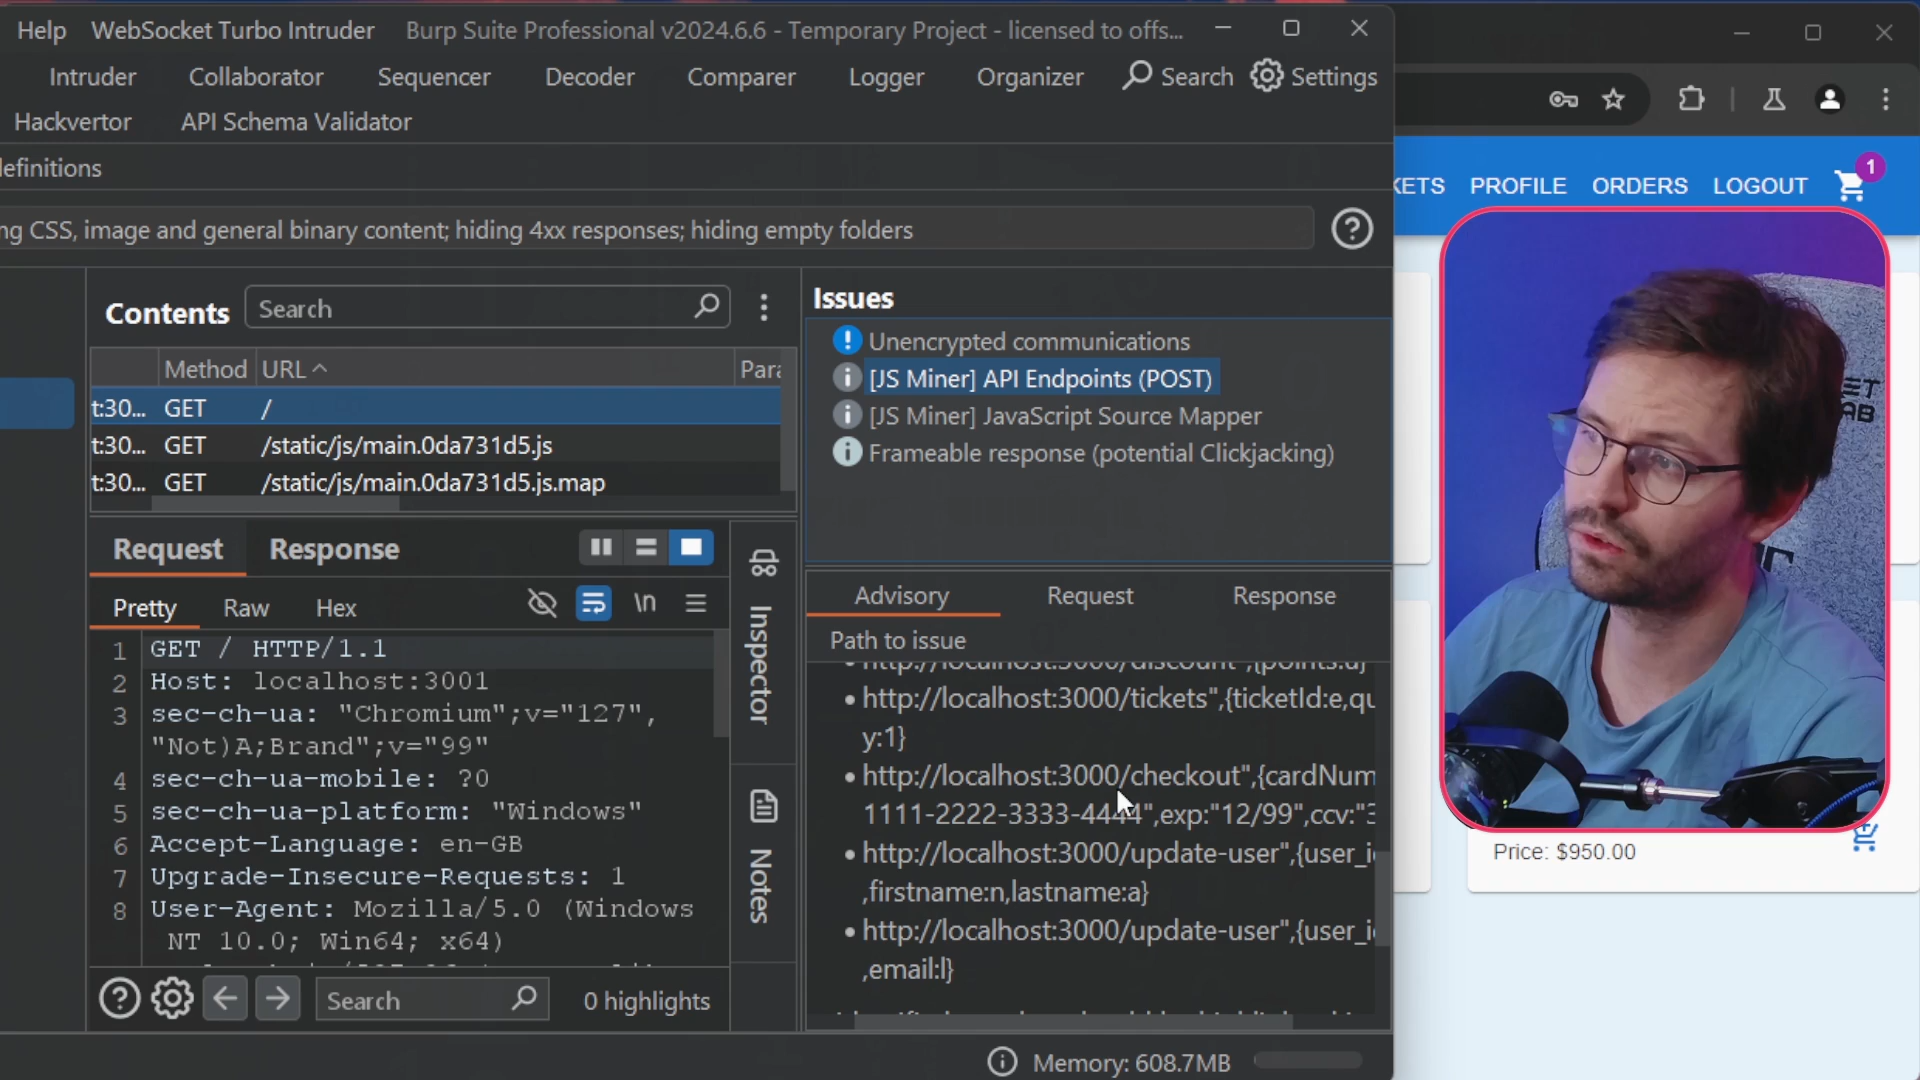 Help WebSocket Turbo Intruder Burp Suite Professional v2024.6.6 - Temporary Project - licensed to offs...
Intruder Collaborator Sequencer Decoder Comparer Logger Organizer Search Settings
Hackvertor API Schema Validator
efinitions
ng CSS, image and general binary content; hiding 4xx responses; hiding empty folders
KETS PROFILE ORDERS LOGOUT 1
Contents Search
Method URL Para
t:30... GET /
t:30... GET /static/js/main.0da731d5.js
t:30... GET /static/js/main.0da731d5.js.map
Issues
Unencrypted communications
[JS Miner] API Endpoints (POST)
[JS Miner] JavaScript Source Mapper
Frameable response (potential Clickjacking)
Request Response
Pretty Raw Hex \n
1 GET / HTTP/1.1
2 Host: localhost:3001
3 sec-ch-ua: "Chromium";v="127",
"Not)A;Brand";v="99"
4 sec-ch-ua-mobile: ?0
5 sec-ch-ua-platform: "Windows"
6 Accept-Language: en-GB
7 Upgrade-Insecure-Requests: 1
8 User-Agent: Mozilla/5.0 (Windows
NT 10.0; Win64; x64)
Inspector
Notes
Search 0 highlights
Advisory Request Response
Path to issue
http://localhost:3000/discount",{points:u}
http://localhost:3000/tickets",{ticketId:e,qu
y:1}
http://localhost:3000/checkout",{cardNum
1111-2222-3333-4444",exp:"12/99",ccv:"3
http://localhost:3000/update-user",{user_i
,firstname:n,lastname:a}
http://localhost:3000/update-user",{user_i
,email:l}
Memory: 608.7MB
Price: $950.00